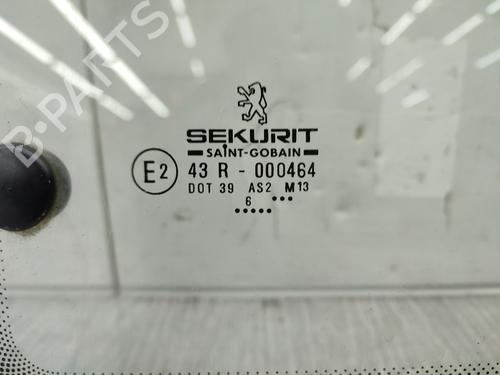 B-PARTS
SEKURIT
SAINT-GOBAIN
E2 43 R - 000464
DOT 39 AS2 M13
6 ...
.....